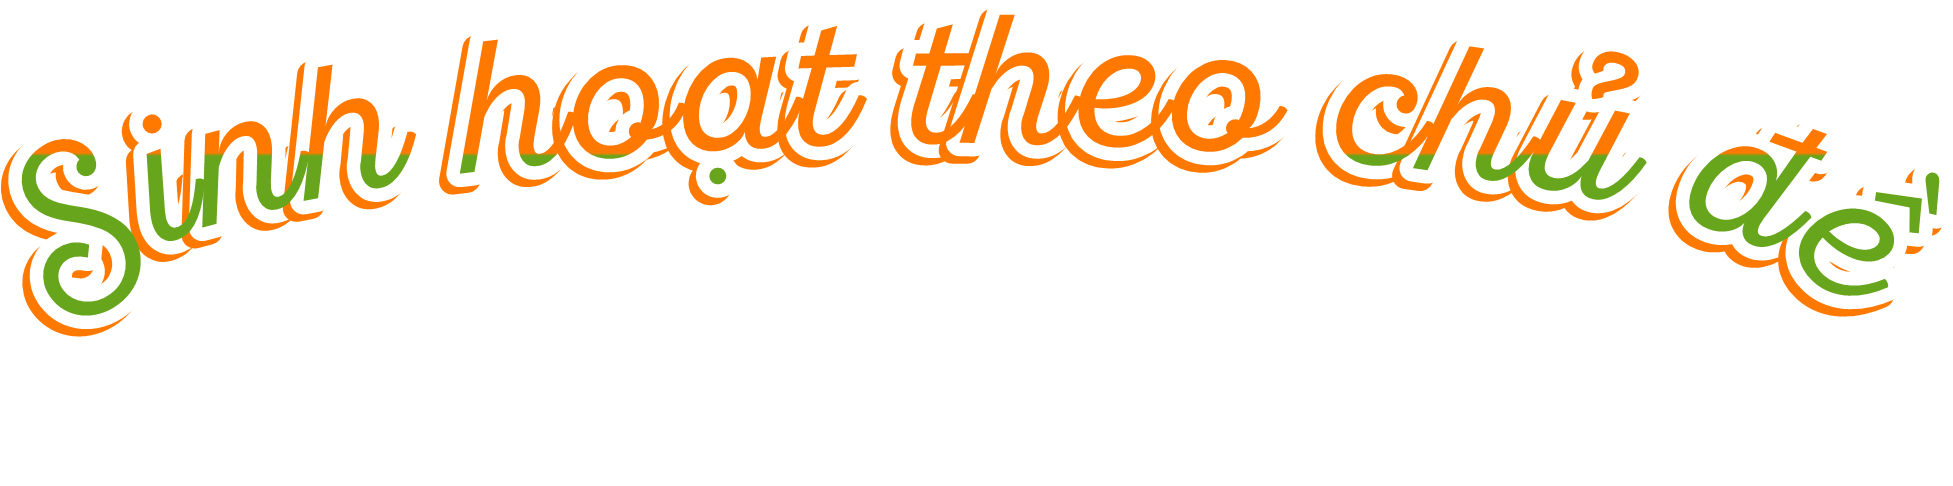 Sinh hoạt theo chủ đề